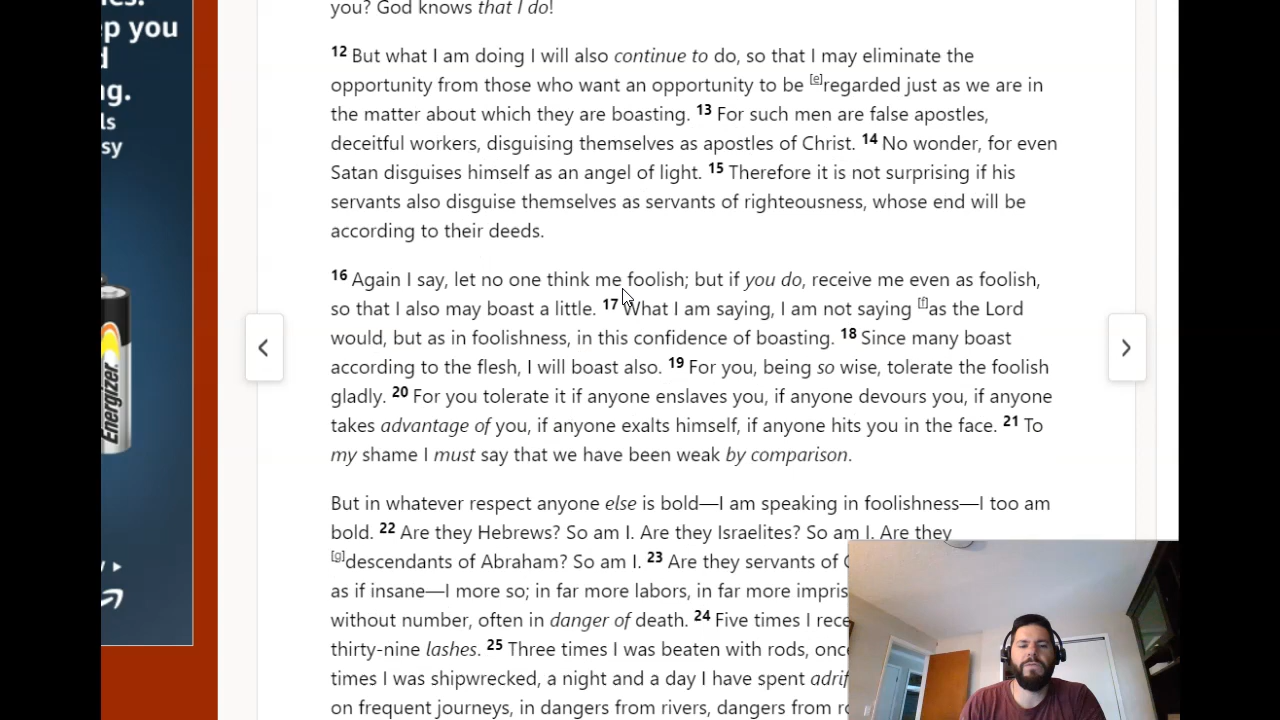 p you
d
g.
ls
sy
Energizer.
you? God knows that I do!
12 But what I am doing I will also continue to do, so that I may eliminate the
opportunity from those who want an opportunity to be [e]regarded just as we are in
the matter about which they are boasting. 13 For such men are false apostles,
deceitful workers, disguising themselves as apostles of Christ. 14 No wonder, for even
Satan disguises himself as an angel of light. 15 Therefore it is not surprising if his
servants also disguise themselves as servants of righteousness, whose end will be
according to their deeds.
16 Again I say, let no one think me foolish; but if you do, receive me even as foolish,
so that I also may boast a little. 17 What I am saying, I am not saying [f]as the Lord
would, but as in foolishness, in this confidence of boasting. 18 Since many boast
according to the flesh, I will boast also. 19 For you, being so wise, tolerate the foolish
gladly. 20 For you tolerate it if anyone enslaves you, if anyone devours you, if anyone
takes advantage of you, if anyone exalts himself, if anyone hits you in the face. 21 To
my shame I must say that we have been weak by comparison.
But in whatever respect anyone else is bold—I am speaking in foolishness—I too am
bold. 22 Are they Hebrews? So am I. Are they Israelites? So am I. Are they
[g]descendants of Abraham? So am I. 23 Are they servants of
as if insane—I more so; in far more labors, in far more impris
without number, often in danger of death. 24 Five times I rece
thirty-nine lashes. 25 Three times I was beaten with rods, onc
times I was shipwrecked, a night and a day I have spent adrif
on frequent journeys, in dangers from rivers, dangers from ro